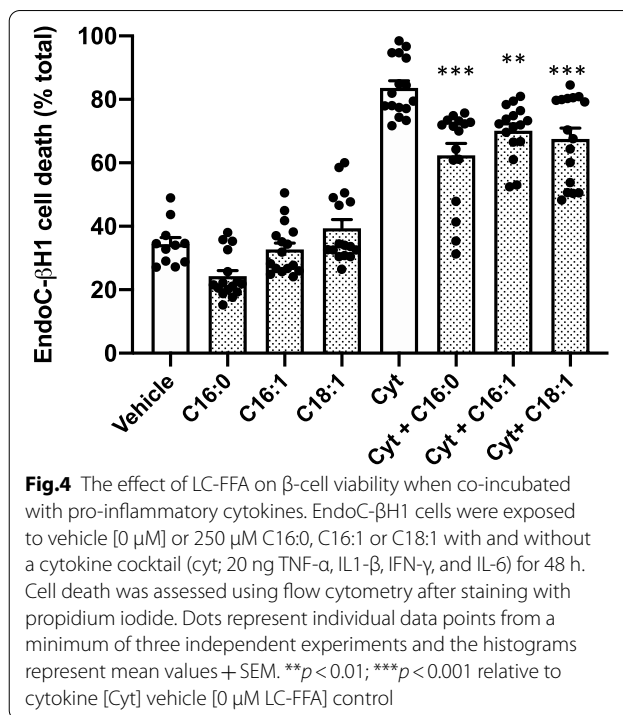 100
80
60
40
20
0
EndoC-βH1 cell death (% total)
***
**
***
Vehicle
C16:0
C16:1
C18:1
Cyt
Cyt + C16:0
Cyt + C16:1
Cyt+ C18:1
Fig.4 The effect of LC-FFA on β-cell viability when co-incubated
with pro-inflammatory cytokines. EndoC-βH1 cells were exposed
to vehicle [0 μM] or 250 μM C16:0, C16:1 or C18:1 with and without
a cytokine cocktail (cyt; 20 ng TNF-α, IL1-β, IFN-γ, and IL-6) for 48 h.
Cell death was assessed using flow cytometry after staining with
propidium iodide. Dots represent individual data points from a
minimum of three independent experiments and the histograms
represent mean values + SEM. **p < 0.01; ***p < 0.001 relative to
cytokine [Cyt] vehicle [0 μM LC-FFA] control